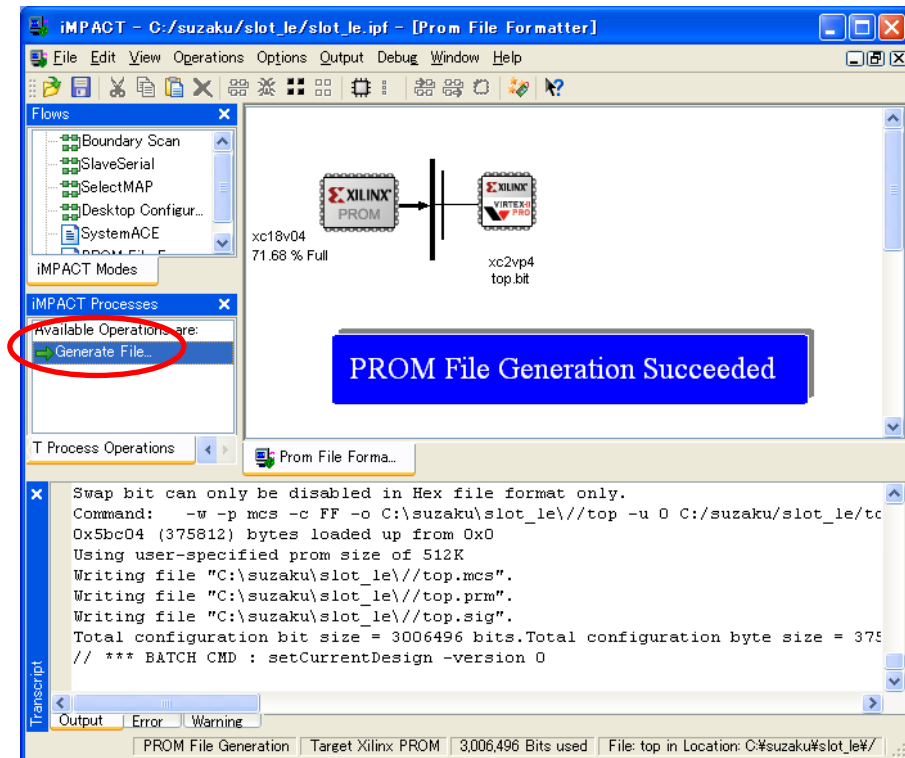 iMPACT - C:/suzaku/slot_le/slot_le.ipf - [Prom File Formatter]
File Edit View Operations Options Output Debug Window Help
Flows
Boundary Scan
SlaveSerial
SelectMAP
Desktop Configur...
SystemACE
iMPACT Modes
iMPACT Processes
Available Operations are:
Generate File...
T Process Operations
XILINX
PROM
xc18v04
71.68 % Full
XILINX
VIRTEX-II
PRO
xc2vp4
top.bit
PROM File Generation Succeeded
Prom File Forma...
Swap bit can only be disabled in Hex file format only.
Command: -w -p mcs -c FF -o C:\suzaku\slot_le\//top -u 0 C:/suzaku/slot_le/to
0x5bc04 (375812) bytes loaded up from 0x0
Using user-specified prom size of 512K
Writing file "C:\suzaku\slot_le\//top.mcs".
Writing file "C:\suzaku\slot_le\//top.prm".
Writing file "C:\suzaku\slot_le\//top.sig".
Total configuration bit size = 3006496 bits.Total configuration byte size = 375
// *** BATCH CMD : setCurrentDesign -version 0
Transcript
Output Error Warning
PROM File Generation Target Xilinx PROM 3,006,496 Bits used File: top in Location: C:¥suzaku¥slot_le¥/